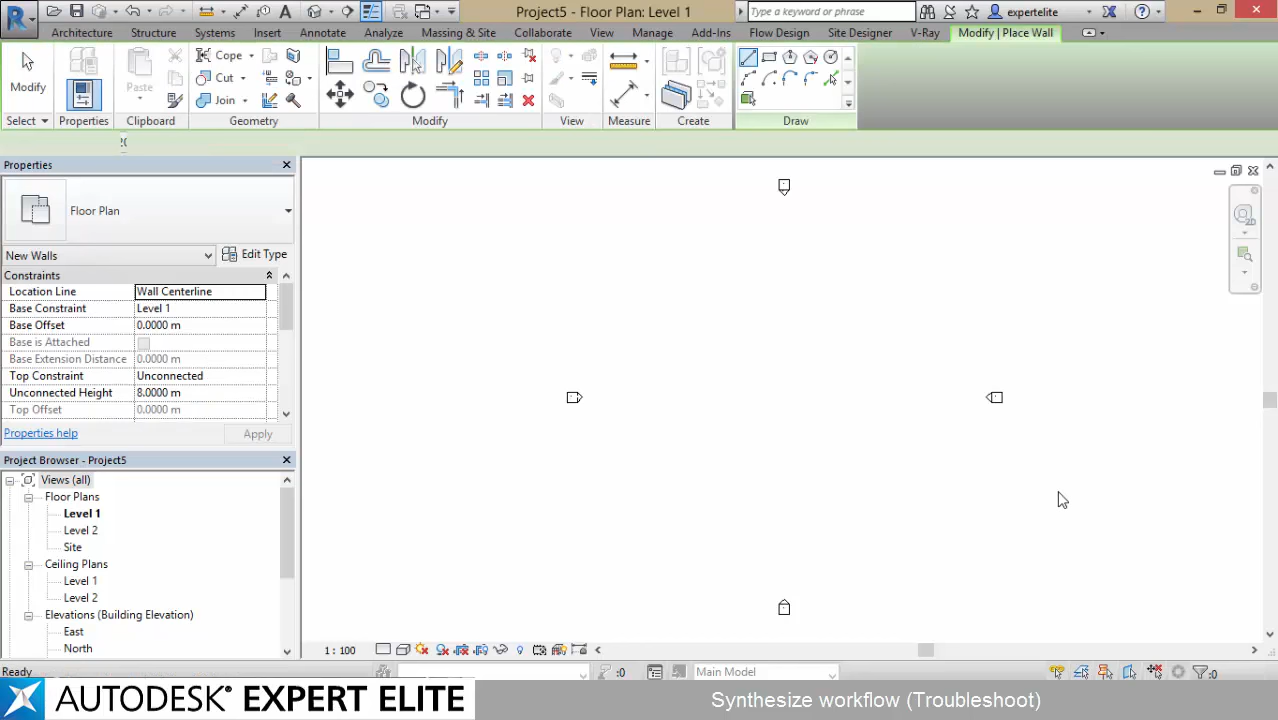 Project5 - Floor Plan: Level 1
Type a keyword or phrase
expertelite
Architecture Structure Systems Insert Annotate Analyze Massing & Site Collaborate View Manage Add-Ins Flow Design Site Designer V-Ray Modify | Place Wall
Modify Paste Cope
Cut
Join
Select Properties Clipboard Geometry Modify View Measure Create Draw
Properties
Floor Plan
New Walls Edit Type
Constraints
Location Line Wall Centerline
Base Constraint Level 1
Base Offset 0.0000 m
Base is Attached
Base Extension Distance 0.0000 m
Top Constraint Unconnected
Unconnected Height 8.0000 m
Top Offset 0.0000 m
Properties help Apply
Project Browser - Project5
Views (all)
Floor Plans
Level 1
Level 2
Site
Ceiling Plans
Level 1
Level 2
Elevations (Building Elevation)
East
North
2D
1 : 100
Ready :0 Main Model :0
AUTODESK® EXPERT ELITE Synthesize workflow (Troubleshoot)